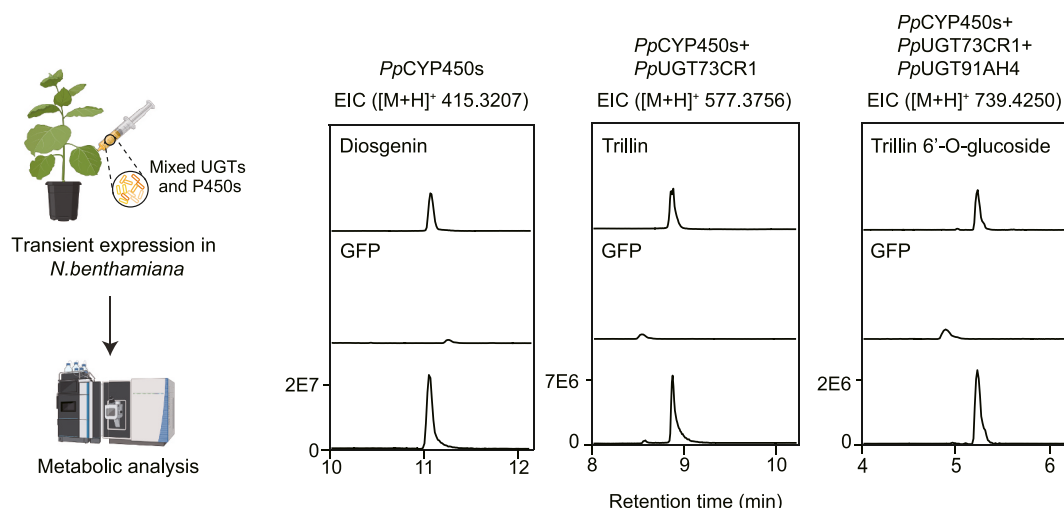 Mixed UGTs
and P450s
Transient expression in
N.benthamiana
Metabolic analysis
PpCYP450s
EIC ([M+H]⁺ 415.3207)
Diosgenin
GFP
2E7
0
10
11
12
PpCYP450s+
PpUGT73CR1
EIC ([M+H]⁺ 577.3756)
Trillin
GFP
7E6
0
8
9
10
PpCYP450s+
PpUGT73CR1+
PpUGT91AH4
EIC ([M+H]⁺ 739.4250)
Trillin 6'-O-glucoside
GFP
2E6
0
4
5
6
Retention time (min)